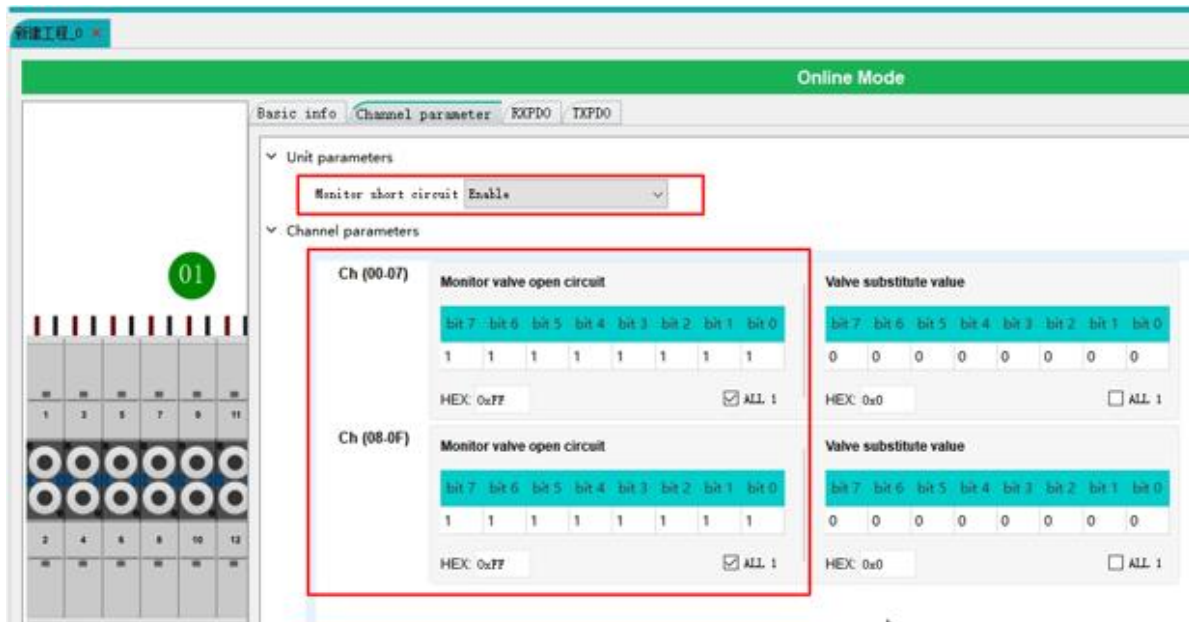 新建工程_0 ×
Online Mode
Basic info Channel parameter RXPDO TXPDO
Unit parameters
Monitor short circuit Enable
Channel parameters
01
Ch (00-07)
Monitor valve open circuit
bit 7 bit 6 bit 5 bit 4 bit 3 bit 2 bit 1 bit 0
1 1 1 1 1 1 1 1
HEX: 0xFF ALL 1
Valve substitute value
bit 7 bit 6 bit 5 bit 4 bit 3 bit 2 bit 1 bit 0
0 0 0 0 0 0 0 0
HEX: 0x0 ALL 1
Ch (08-0F)
Monitor valve open circuit
bit 7 bit 6 bit 5 bit 4 bit 3 bit 2 bit 1 bit 0
1 1 1 1 1 1 1 1
HEX: 0xFF ALL 1
Valve substitute value
bit 7 bit 6 bit 5 bit 4 bit 3 bit 2 bit 1 bit 0
0 0 0 0 0 0 0 0
HEX: 0x0 ALL 1
1 3 5 7 9 11
2 4 6 8 10 12